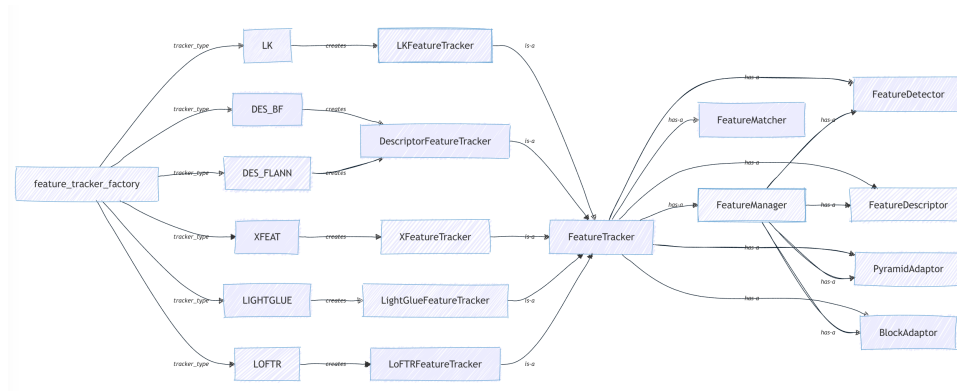 tracker_type
LK
creates
LKFeatureTracker
is-a
tracker_type
DES_BF
creates
DescriptorFeatureTracker
is-a
tracker_type
DES_FLANN
creates
feature_tracker_factory
tracker_type
XFEAT
creates
XFeatureTracker
is-a
tracker_type
LIGHTGLUE
creates
LightGlueFeatureTracker
is-a
tracker_type
LOFTR
creates
LoFTRFeatureTracker
is-a
FeatureTracker
has-a
FeatureDetector
has-a
FeatureMatcher
has-a
has-a
has-a
FeatureManager
has-a
FeatureDescriptor
has-a
PyramidAdaptor
has-a
has-a
BlockAdaptor
has-a